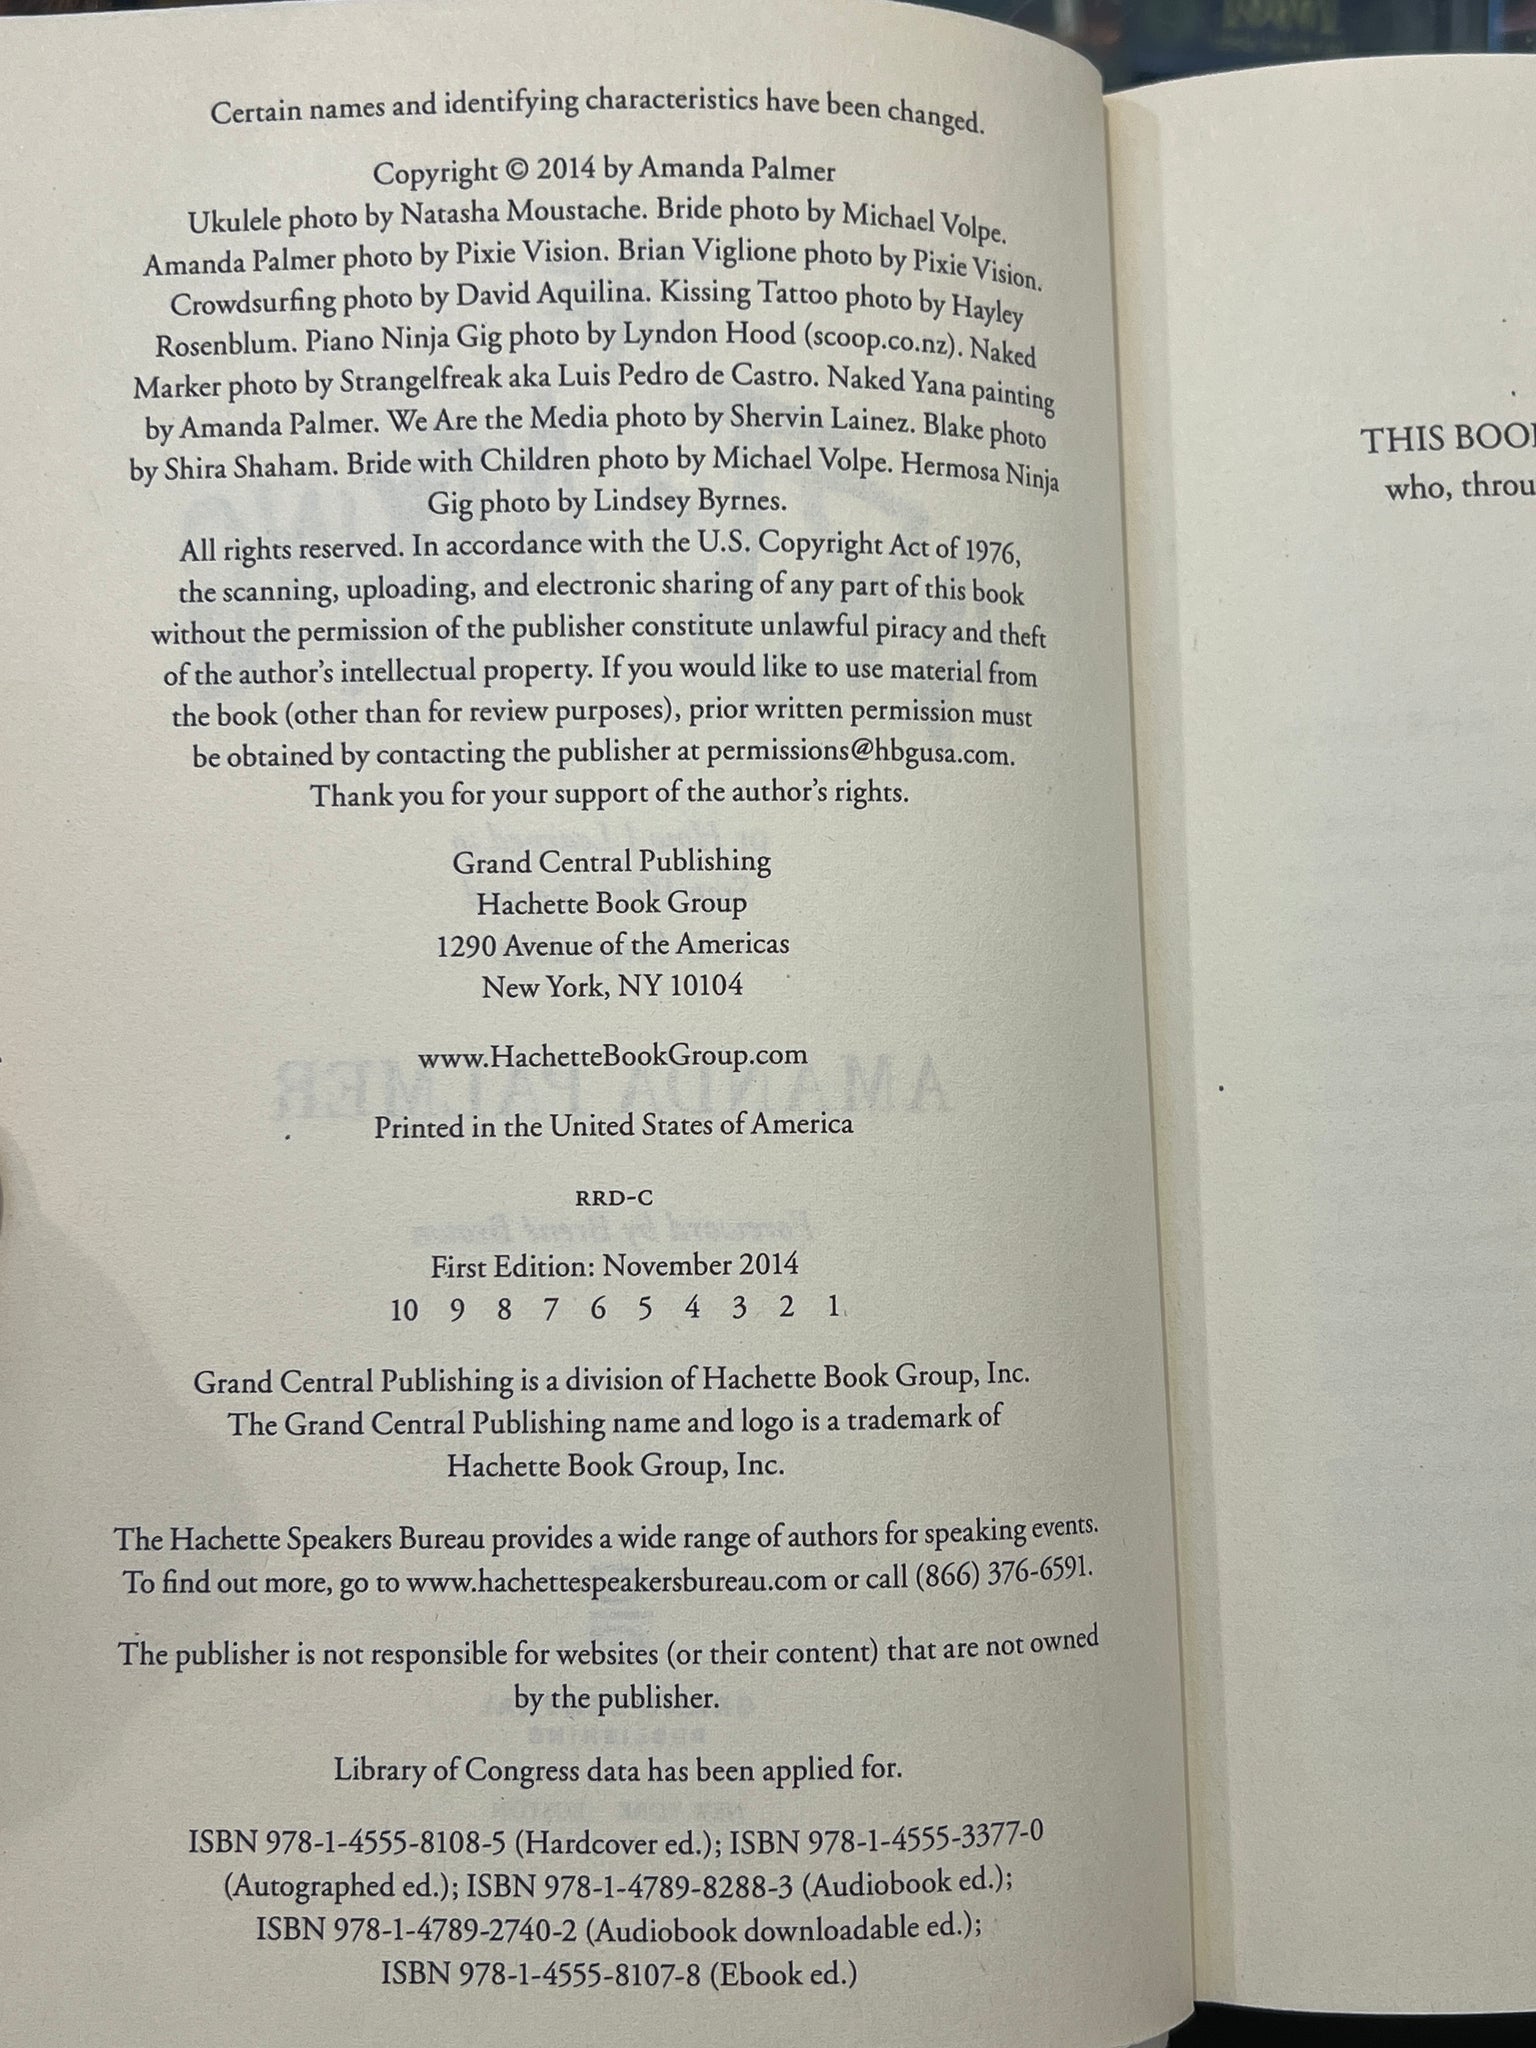 Certain names and identifying characteristics have been changed.
Copyright © 2014 by Amanda Palmer
Ukulele photo by Natasha Moustache. Bride photo by Michael Volpe.
Amanda Palmer photo by Pixie Vision. Brian Viglione photo by Pixie Vision.
Crowdsurfing photo by David Aquilina. Kissing Tattoo photo by Hayley
Rosenblum. Piano Ninja Gig photo by Lyndon Hood (scoop.co.nz). Naked
Marker photo by Strangelfreak aka Luis Pedro de Castro. Naked Yana painting
by Amanda Palmer. We Are the Media photo by Shervin Lainez. Blake photo
by Shira Shaham. Bride with Children photo by Michael Volpe. Hermosa Ninja
Gig photo by Lindsey Byrnes.
All rights reserved. In accordance with the U.S. Copyright Act of 1976,
the scanning, uploading, and electronic sharing of any part of this book
without the permission of the publisher constitute unlawful piracy and theft
of the author's intellectual property. If you would like to use material from
the book (other than for review purposes), prior written permission must
be obtained by contacting the publisher at permissions@hbgusa.com.
Thank you for your support of the author's rights.
Grand Central Publishing
Hachette Book Group
1290 Avenue of the Americas
New York, NY 10104
www.HachetteBookGroup.com
AMANDA PALMER
Printed in the United States of America
RRD-C
Foreword by Brené Brown
First Edition: November 2014
10 9 8 7 6 5 4 3 2 1
Grand Central Publishing is a division of Hachette Book Group, Inc.
The Grand Central Publishing name and logo is a trademark of
Hachette Book Group, Inc.
The Hachette Speakers Bureau provides a wide range of authors for speaking events.
To find out more, go to www.hachettespeakersbureau.com or call (866) 376-6591.
The publisher is not responsible for websites (or their content) that are not owned
by the publisher.
Library of Congress data has been applied for.
ISBN 978-1-4555-8108-5 (Hardcover ed.); ISBN 978-1-4555-3377-0
(Autographed ed.); ISBN 978-1-4789-8288-3 (Audiobook ed.);
ISBN 978-1-4789-2740-2 (Audiobook downloadable ed.);
ISBN 978-1-4555-8107-8 (Ebook ed.)
THIS
who,